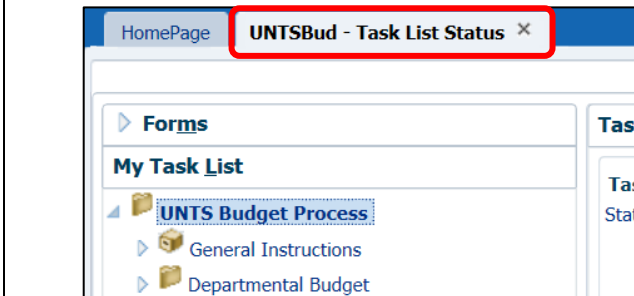 HomePage UNTSBud - Task List Status ×
Forms
My Task List
UNTS Budget Process
General Instructions
Departmental Budget